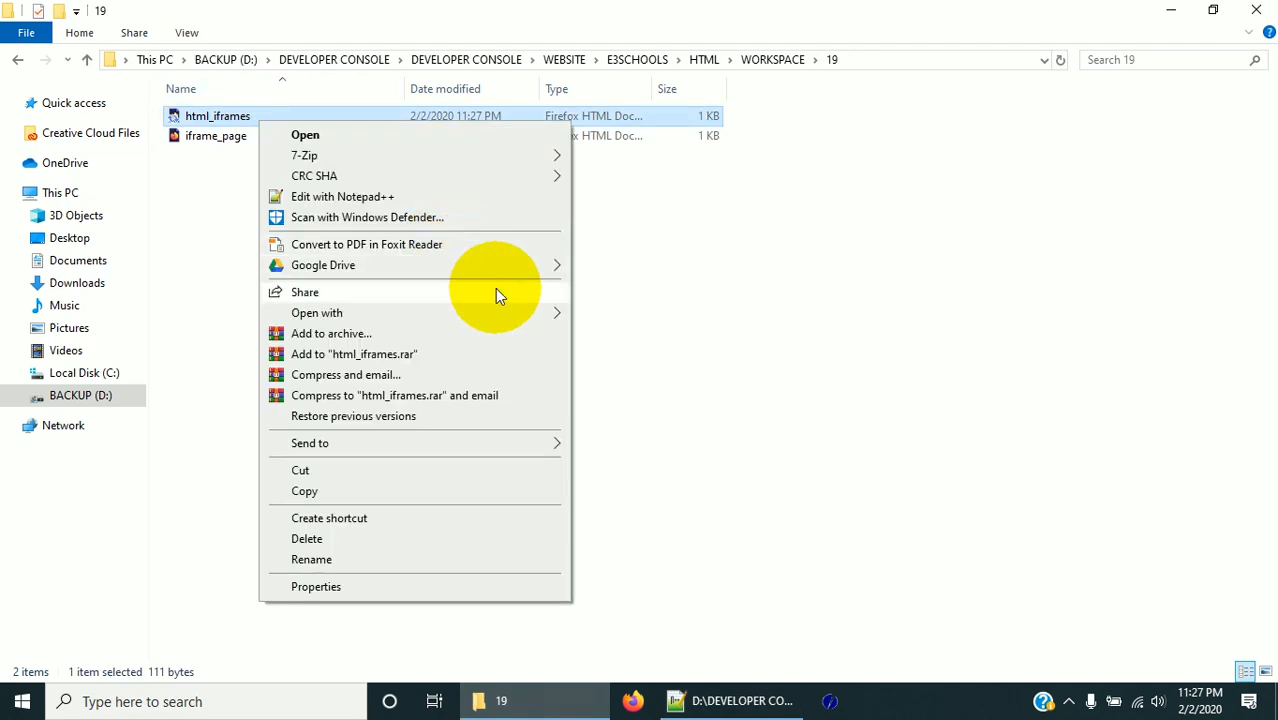 19
File Home Share View
This PC BACKUP (D:) DEVELOPER CONSOLE DEVELOPER CONSOLE WEBSITE E3SCHOOLS HTML WORKSPACE 19 Search 19
Name Date modified Type Size
Quick access
Creative Cloud Files
OneDrive
This PC
3D Objects
Desktop
Documents
Downloads
Music
Pictures
Videos
Local Disk (C:)
BACKUP (D:)
Network
html_iframes 2/2/2020 11:27 PM Firefox HTML Doc... 1 KB
iframe_page HTML Doc... 1 KB
Open
7-Zip
CRC SHA
Edit with Notepad++
Scan with Windows Defender...
Convert to PDF in Foxit Reader
Google Drive
Share
Open with
Add to archive...
Add to "html_iframes.rar"
Compress and email...
Compress to "html_iframes.rar" and email
Restore previous versions
Send to
Cut
Copy
Create shortcut
Delete
Rename
Properties
2 items 1 item selected 111 bytes
Type here to search 19 D:\DEVELOPER CO... 11:27 PM
2/2/2020